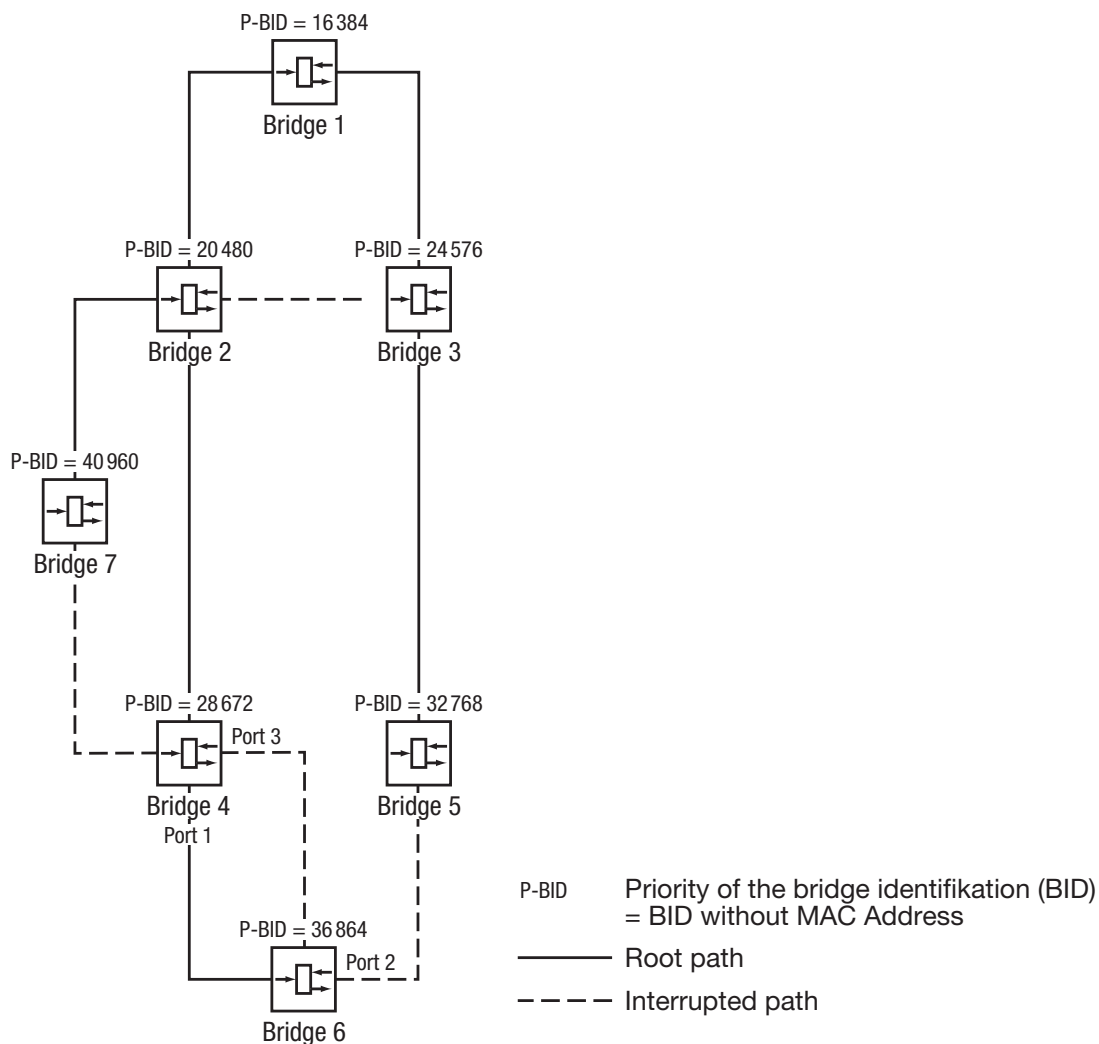 P-BID = 16 384
Bridge 1
P-BID = 20 480
P-BID = 24 576
Bridge 2
Bridge 3
P-BID = 40 960
Bridge 7
P-BID = 28 672
P-BID = 32 768
Port 3
Bridge 4
Bridge 5
Port 1
P-BID = 36 864
Port 2
Bridge 6
P-BID Priority of the bridge identifikation (BID)
= BID without MAC Address
Root path
Interrupted path